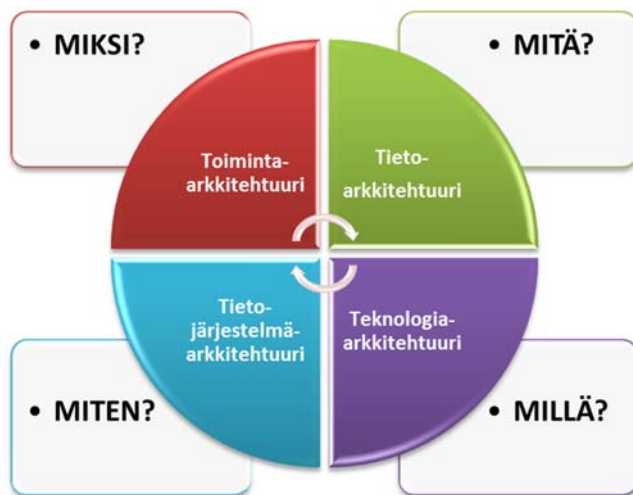 • MIKSI?
• MITÄ?
Toiminta-
arkkitehtuuri
Tieto-
arkkitehtuuri
Tieto-
järjestelmä-
arkkitehtuuri
Teknologia-
arkkitehtuuri
• MITEN?
• MILLÄ?